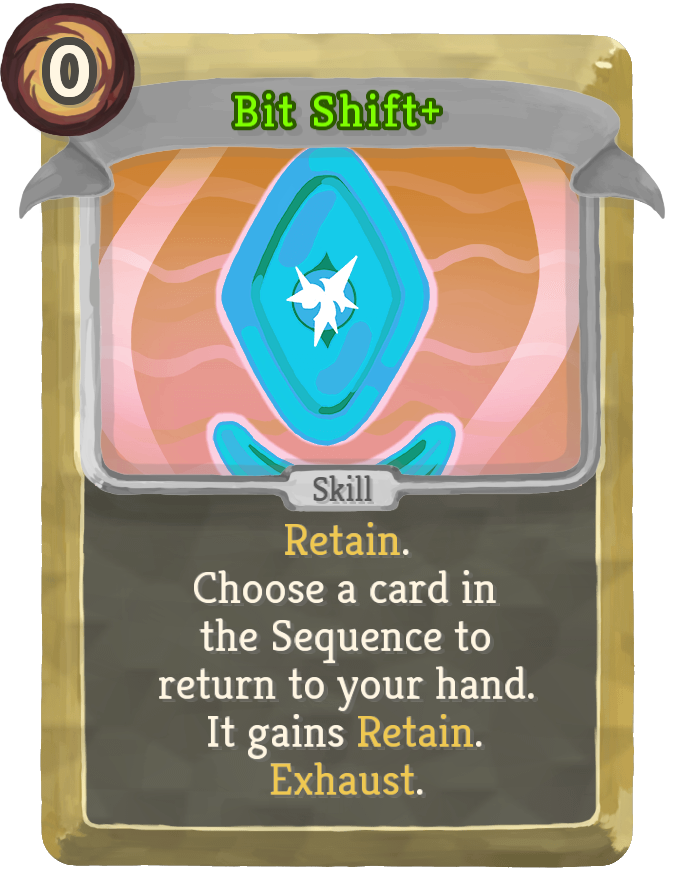 0
Bit Shift+
Skill
Retain.
Choose a card in
the Sequence to
return to your hand.
It gains Retain.
Exhaust.